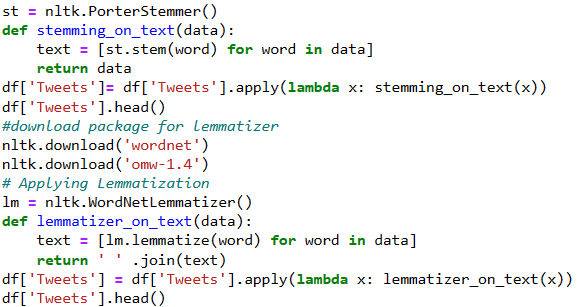 st = nltk.PorterStemmer()
def stemming_on_text(data):
    text = [st.stem(word) for word in data]
    return data
df['Tweets']= df['Tweets'].apply(lambda x: stemming_on_text(x))
df['Tweets'].head()
#download package for lemmatizer
nltk.download('wordnet')
nltk.download('omw-1.4')
# Applying Lemmatization
lm = nltk.WordNetLemmatizer()
def lemmatizer_on_text(data):
    text = [lm.lemmatize(word) for word in data]
    return ' ' .join(text)
df['Tweets'] = df['Tweets'].apply(lambda x: lemmatizer_on_text(x))
df['Tweets'].head()